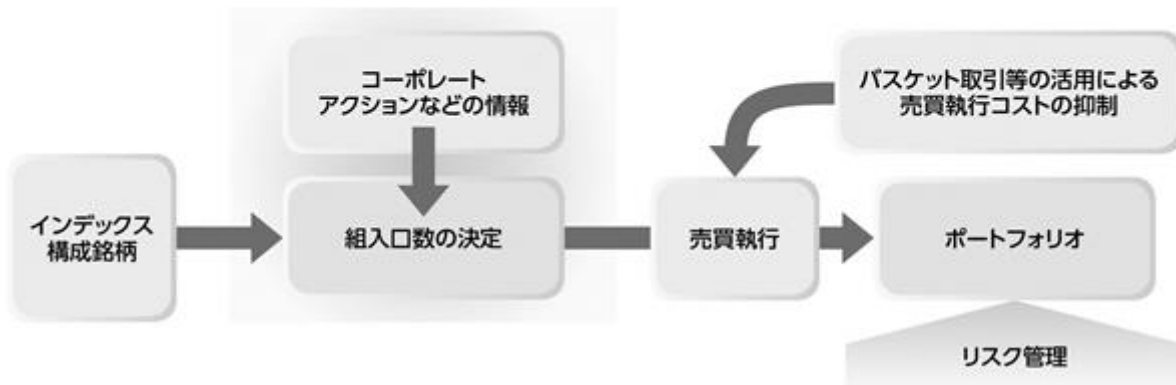 コーポレート
アクションなどの情報
バスケット取引等の活用による
売買執行コストの抑制
インデックス
構成銘柄
組入口数の決定
売買執行
ポートフォリオ
リスク管理